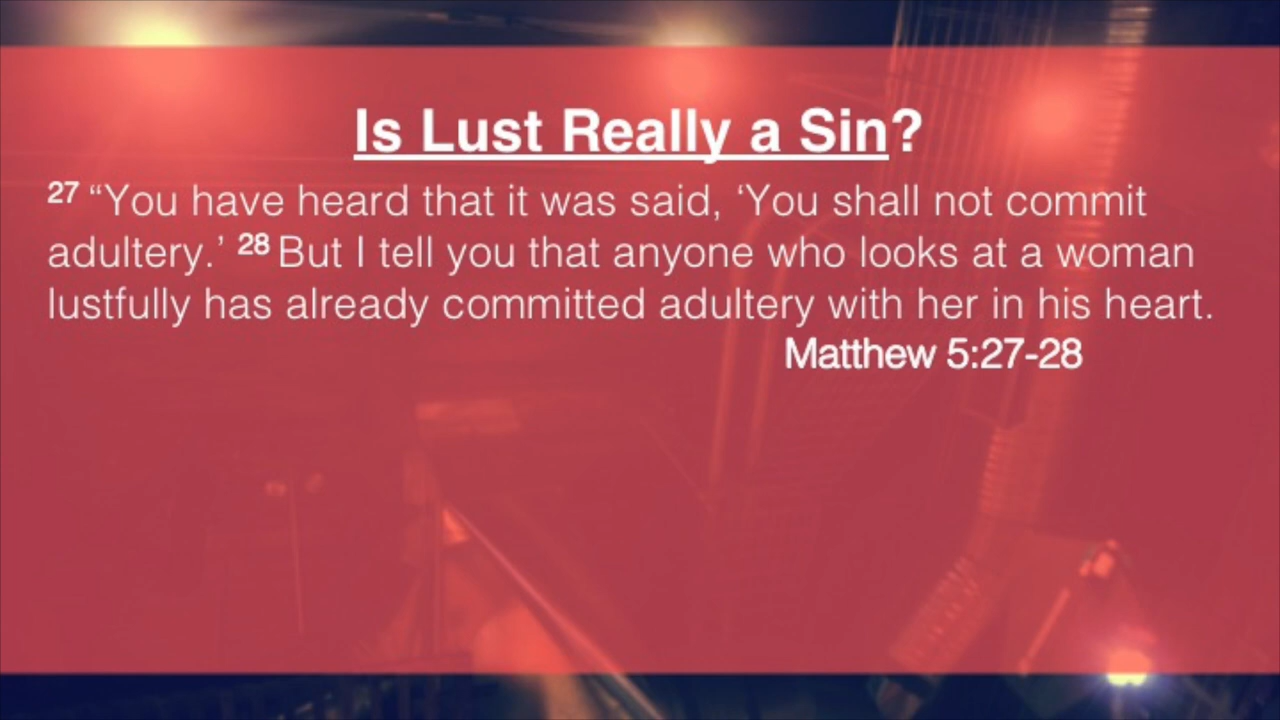 Is Lust Really a Sin?
27 “You have heard that it was said, ‘You shall not commit
adultery.’ 28 But I tell you that anyone who looks at a woman
lustfully has already committed adultery with her in his heart.
Matthew 5:27-28